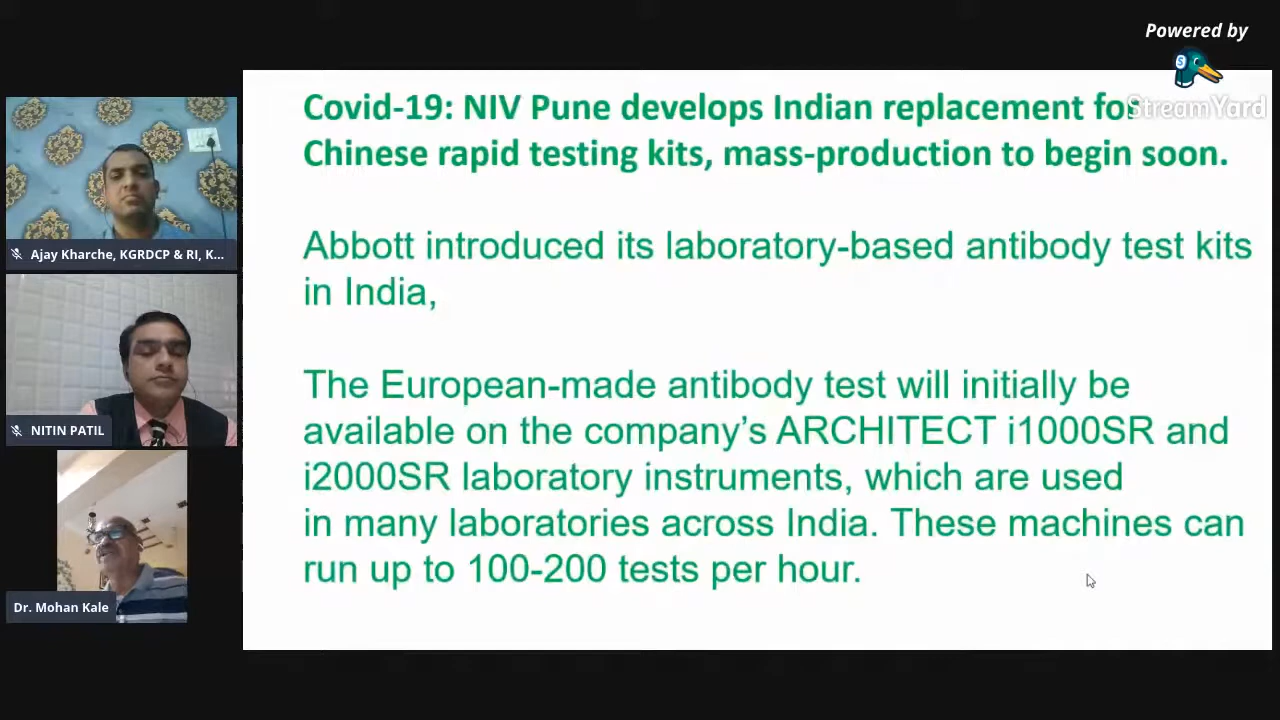 Powered by
StreamYard
Covid-19: NIV Pune develops Indian replacement for
Chinese rapid testing kits, mass-production to begin soon.
Abbott introduced its laboratory-based antibody test kits
in India,
The European-made antibody test will initially be
available on the company’s ARCHITECT i1000SR and
i2000SR laboratory instruments, which are used
in many laboratories across India. These machines can
run up to 100-200 tests per hour.
Ajay Kharche, KGRDCP & RI, K...
NITIN PATIL
Dr. Mohan Kale